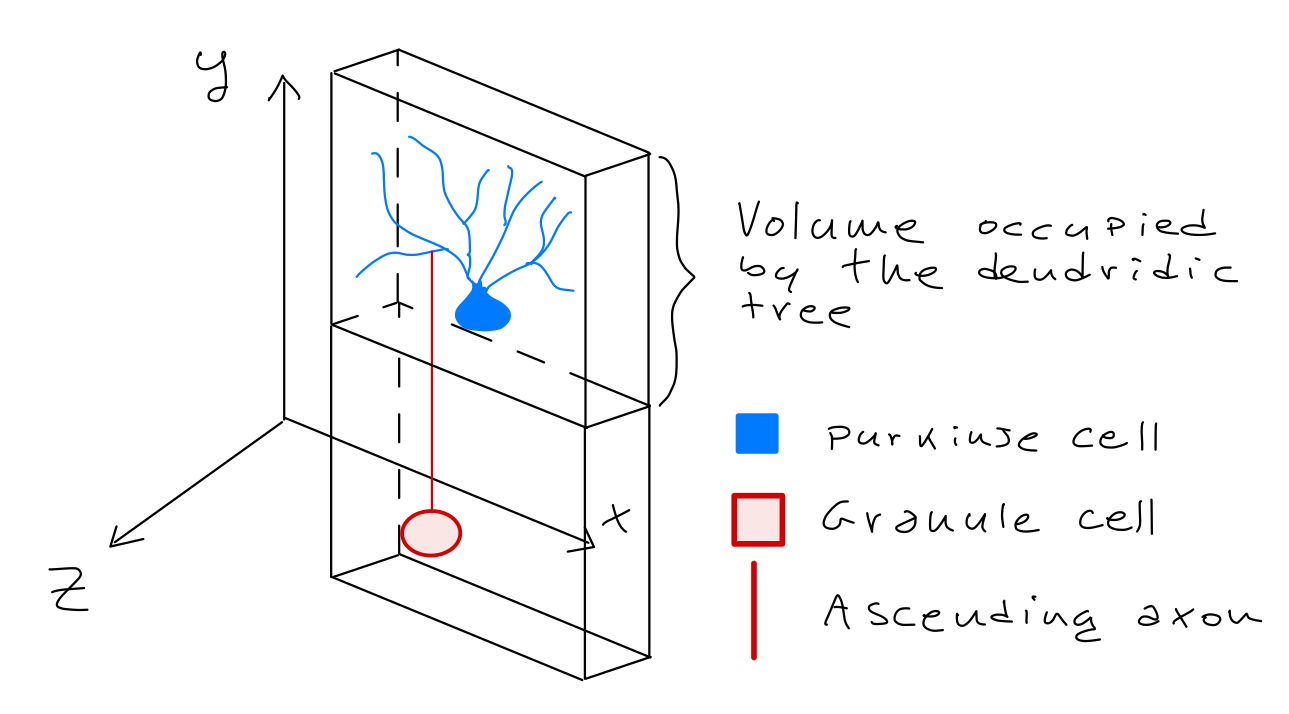 y
Volume occupied
by the dendridic
tree
Purkinje cell
x
Granule cell
z
Ascending axon